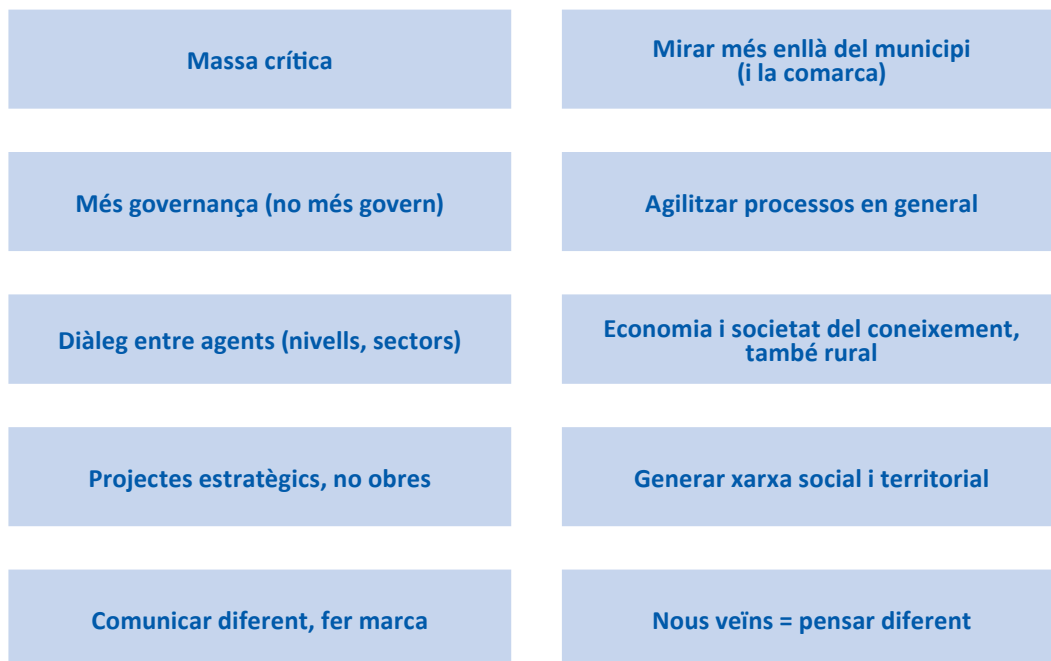 Massa crítica
Mirar més enllà del municipi
(i la comarca)
Més governança (no més govern)
Agilitzar processos en general
Diàleg entre agents (nivells, sectors)
Economia i societat del coneixement,
també rural
Projectes estratègics, no obres
Generar xarxa social i territorial
Comunicar diferent, fer marca
Nous veïns = pensar diferent